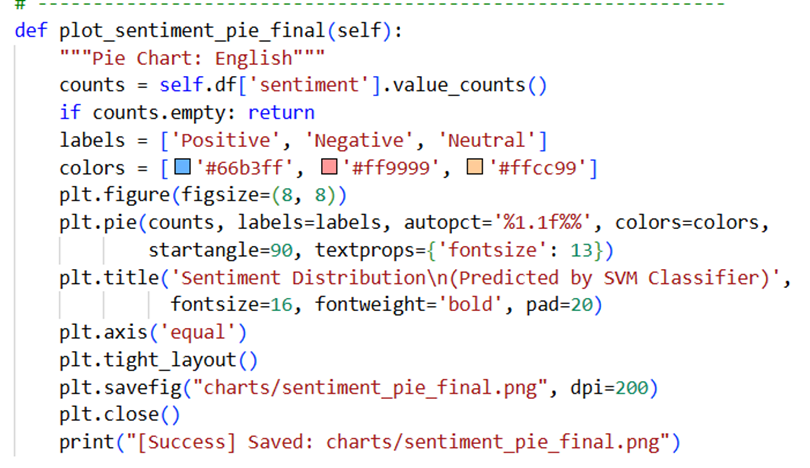 # ----------------------------------------------------------
def plot_sentiment_pie_final(self):
    """Pie Chart: English"""
    counts = self.df['sentiment'].value_counts()
    if counts.empty: return
    labels = ['Positive', 'Negative', 'Neutral']
    colors = ['#66b3ff', '#ff9999', '#ffcc99']
    plt.figure(figsize=(8, 8))
    plt.pie(counts, labels=labels, autopct='%1.1f%%', colors=colors,
            startangle=90, textprops={'fontsize': 13})
    plt.title('Sentiment Distribution\n(Predicted by SVM Classifier)',
              fontsize=16, fontweight='bold', pad=20)
    plt.axis('equal')
    plt.tight_layout()
    plt.savefig("charts/sentiment_pie_final.png", dpi=200)
    plt.close()
    print("[Success] Saved: charts/sentiment_pie_final.png")